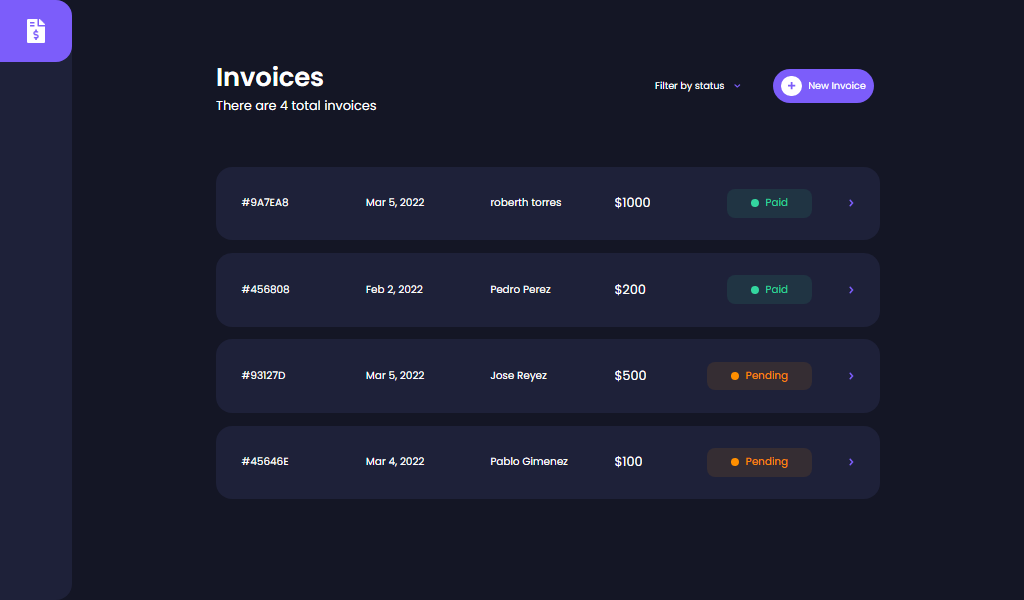 Invoices
There are 4 total invoices
Filter by status
New Invoice
#9A7EA8 Mar 5, 2022 roberth torres $1000 Paid
#456808 Feb 2, 2022 Pedro Perez $200 Paid
#93127D Mar 5, 2022 Jose Reyez $500 Pending
#45646E Mar 4, 2022 Pablo Gimenez $100 Pending